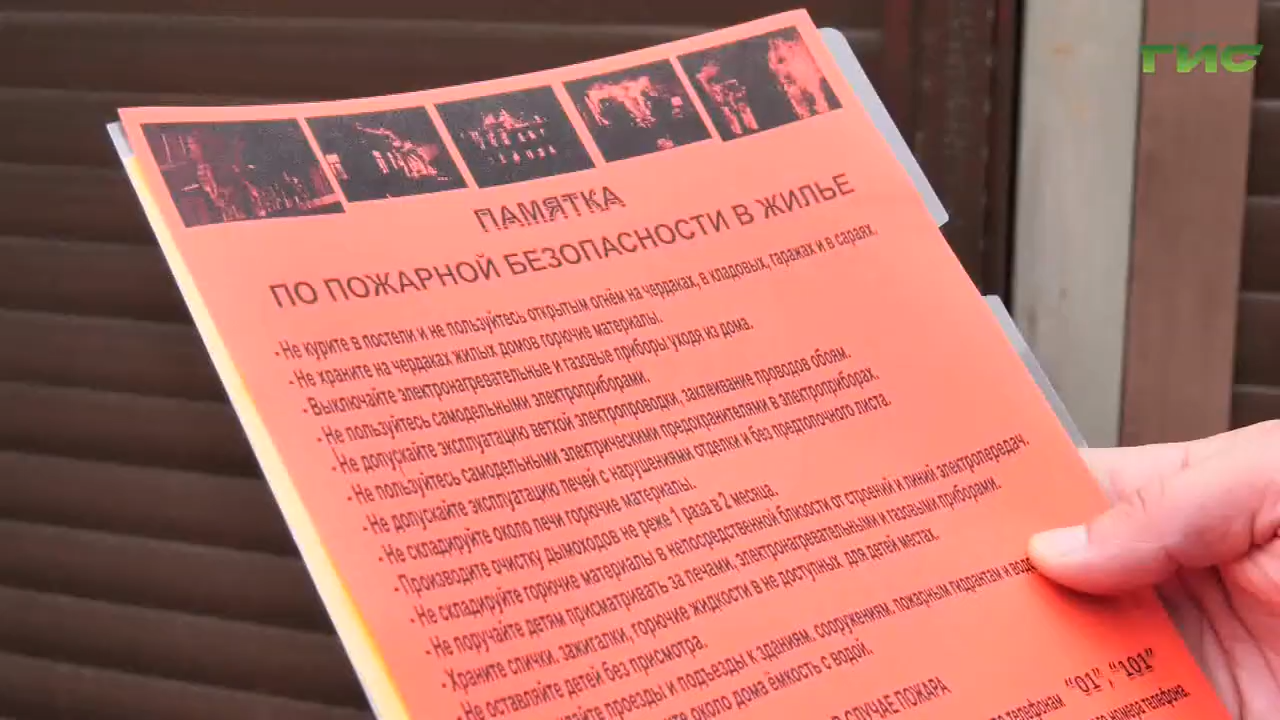 ГИС
ПАМЯТКА
ПО ПОЖАРНОЙ БЕЗОПАСНОСТИ В ЖИЛЬЕ
- Не курите в постели и не пользуйтесь открытым огнём на чердаках, в кладовых, гаражах и в сараях.
- Не храните на чердаках жилых домов горючие материалы.
- Выключайте электронагревательные и газовые приборы уходя из дома.
- Не пользуйтесь самодельными электроприборами.
- Не допускайте эксплуатацию ветхой электропроводки, заклеивание проводов обоям.
- Не пользуйтесь самодельными электрическими предохранителями в электроприборах.
- Не допускайте эксплуатацию печей с нарушениями отделки и без предтопочного листа.
- Не складируйте около печи горючие материалы.
- Производите очистку дымоходов не реже 1 раза в 2 месяца.
- Не складируйте горючие материалы в непосредственной близости от строений и линий электропередач.
- Не поручайте детям присматривать за печами, электронагревательными и газовыми приборами.
- Храните спички, зажигалки, горючие жидкости в не доступных для детей местах.
- Не оставляйте детей без присмотра.
проезды и подъезды к зданиям, сооружениям, пожарным гидрантам и
около дома ёмкость с водой.
СЛУЧАЕ ПОЖАРА
телефонам "01", "101"
номера телефона.